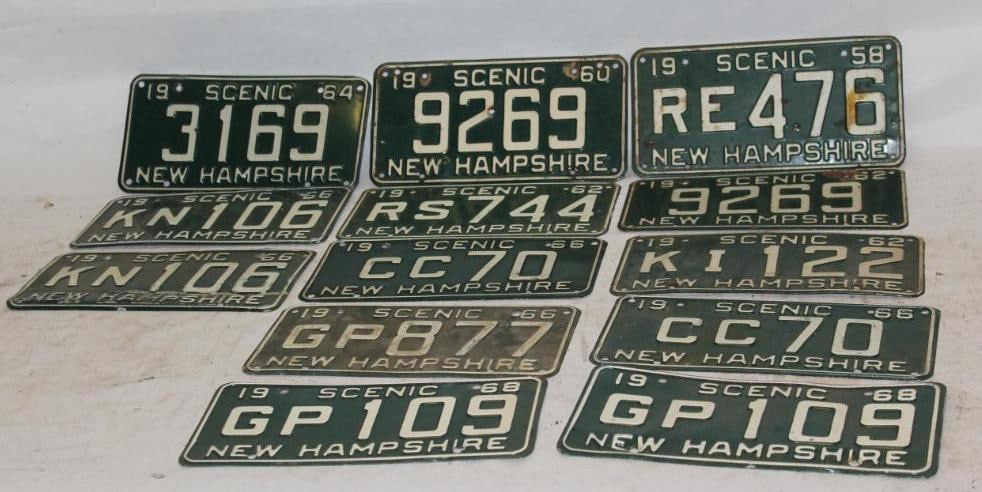 19 SCENIC 64
3169
NEW HAMPSHIRE
19 SCENIC 60
9269
NEW HAMPSHIRE
19 SCENIC 58
RE476
NEW HAMPSHIRE
19 SCENIC 66
KN106
NEW HAMPSHIRE
19 SCENIC 62
RS744
NEW HAMPSHIRE
19 SCENIC 62
9269
NEW HAMPSHIRE
19 SCENIC 66
KN106
NEW HAMPSHIRE
19 SCENIC 66
CC70
NEW HAMPSHIRE
19 SCENIC 62
KI122
NEW HAMPSHIRE
19 SCENIC 66
GP877
NEW HAMPSHIRE
19 SCENIC 66
CC70
NEW HAMPSHIRE
19 SCENIC 68
GP109
NEW HAMPSHIRE
19 SCENIC 68
GP109
NEW HAMPSHIRE